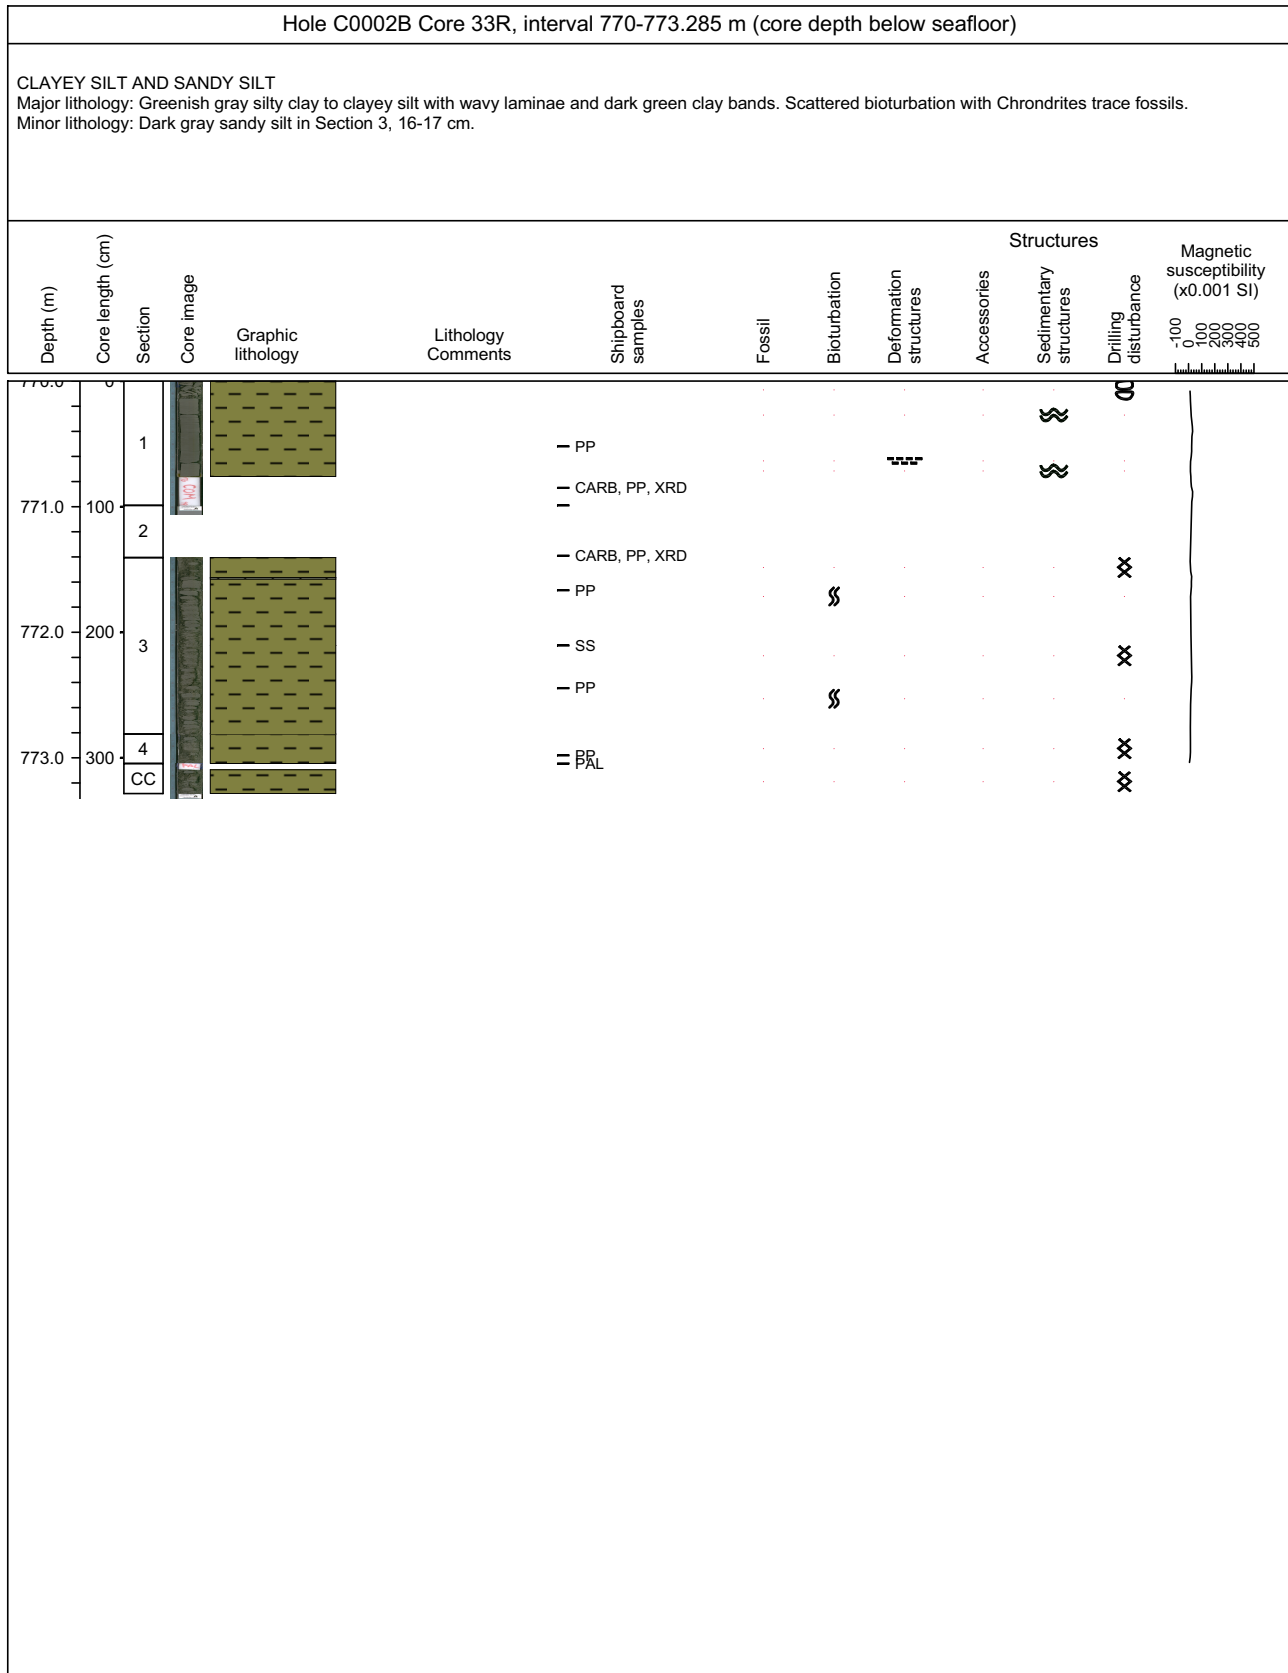 Hole C0002B Core 33R, interval 770-773.285 m (core depth below seafloor)
CLAYEY SILT AND SANDY SILT
Major lithology: Greenish gray silty clay to clayey silt with wavy laminae and dark green clay bands. Scattered bioturbation with Chrondrites trace fossils.
Minor lithology: Dark gray sandy silt in Section 3, 16-17 cm.
Depth (m)
Core length (cm)
Section
Core image
Graphic
lithology
Lithology
Comments
Shipboard
samples
Fossil
Bioturbation
Deformation
structures
Accessories
Structures
Sedimentary
structures
Drilling
disturbance
Magnetic
susceptibility
(x0.001 SI)
-100
0
100
200
300
400
500
770.0
0
1
PP
CARB, PP, XRD
771.0
100
2
CARB, PP, XRD
PP
772.0
200
3
SS
PP
4
PP
773.0
300
PAL
CC